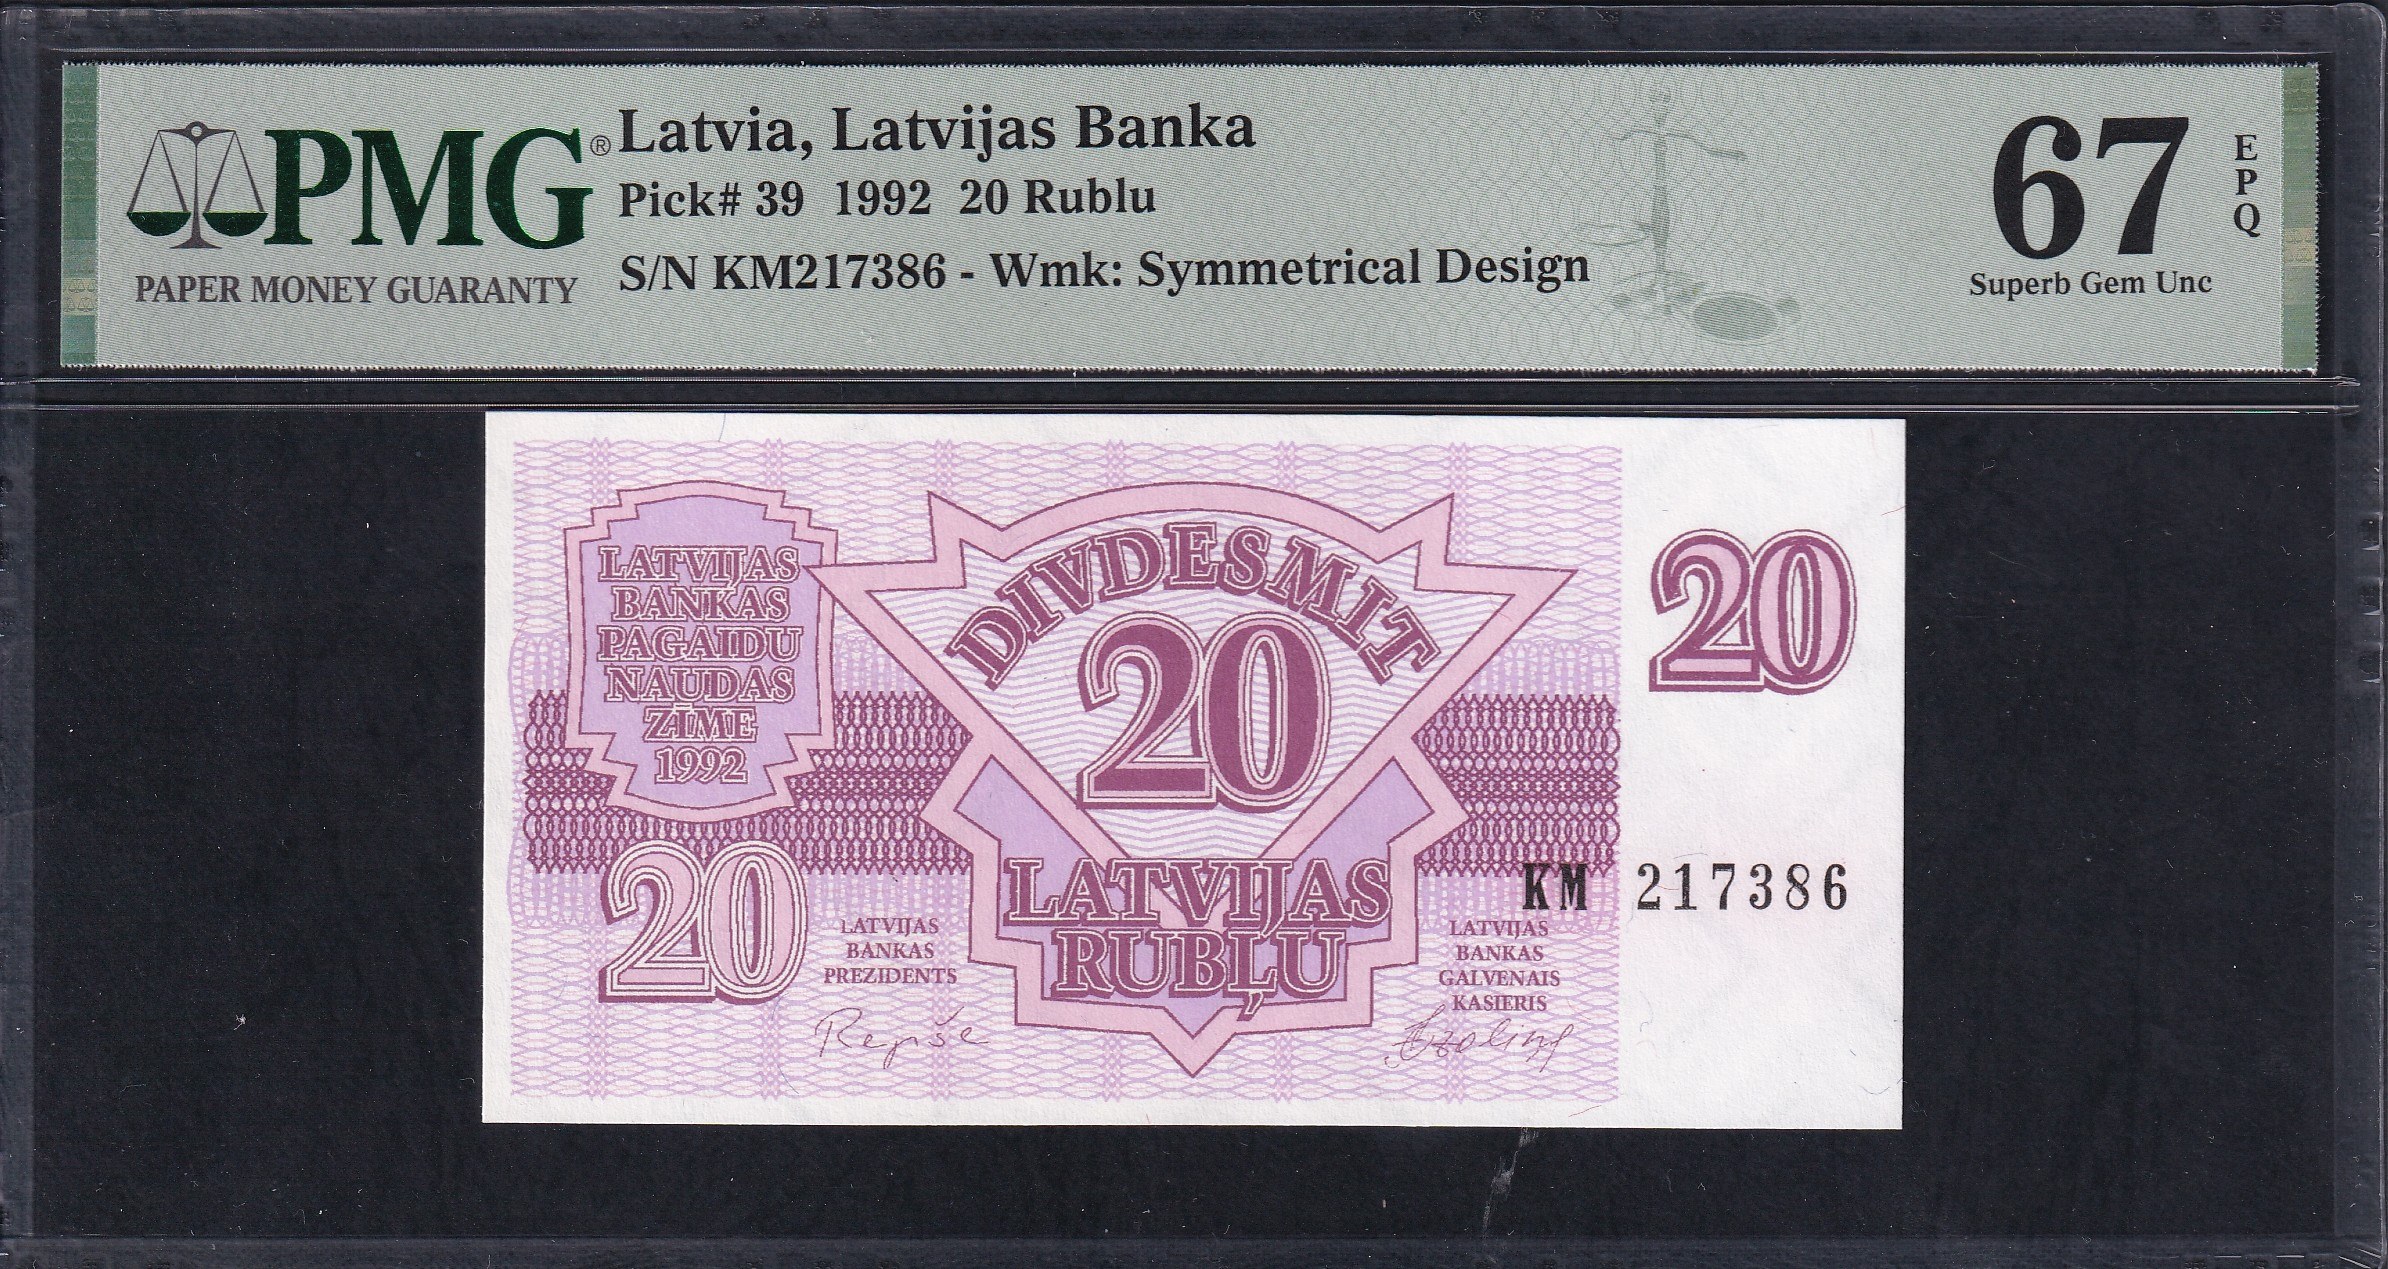 PMG®
PAPER MONEY GUARANTY
Latvia, Latvijas Banka
Pick# 39 1992 20 Rublu
S/N KM217386 - Wmk: Symmetrical Design
67
EPQ
Superb Gem Unc
LATVIJAS
BANKAS
PAGAIDU
NAUDAS
ZĪME
1992
DIVDESMIT
20
LATVIJAS
RUBĻU
20
20
KM 217386
LATVIJAS
BANKAS
PREZIDENTS
Repše
LATVIJAS
BANKAS
GALVENAIS
KASIERIS